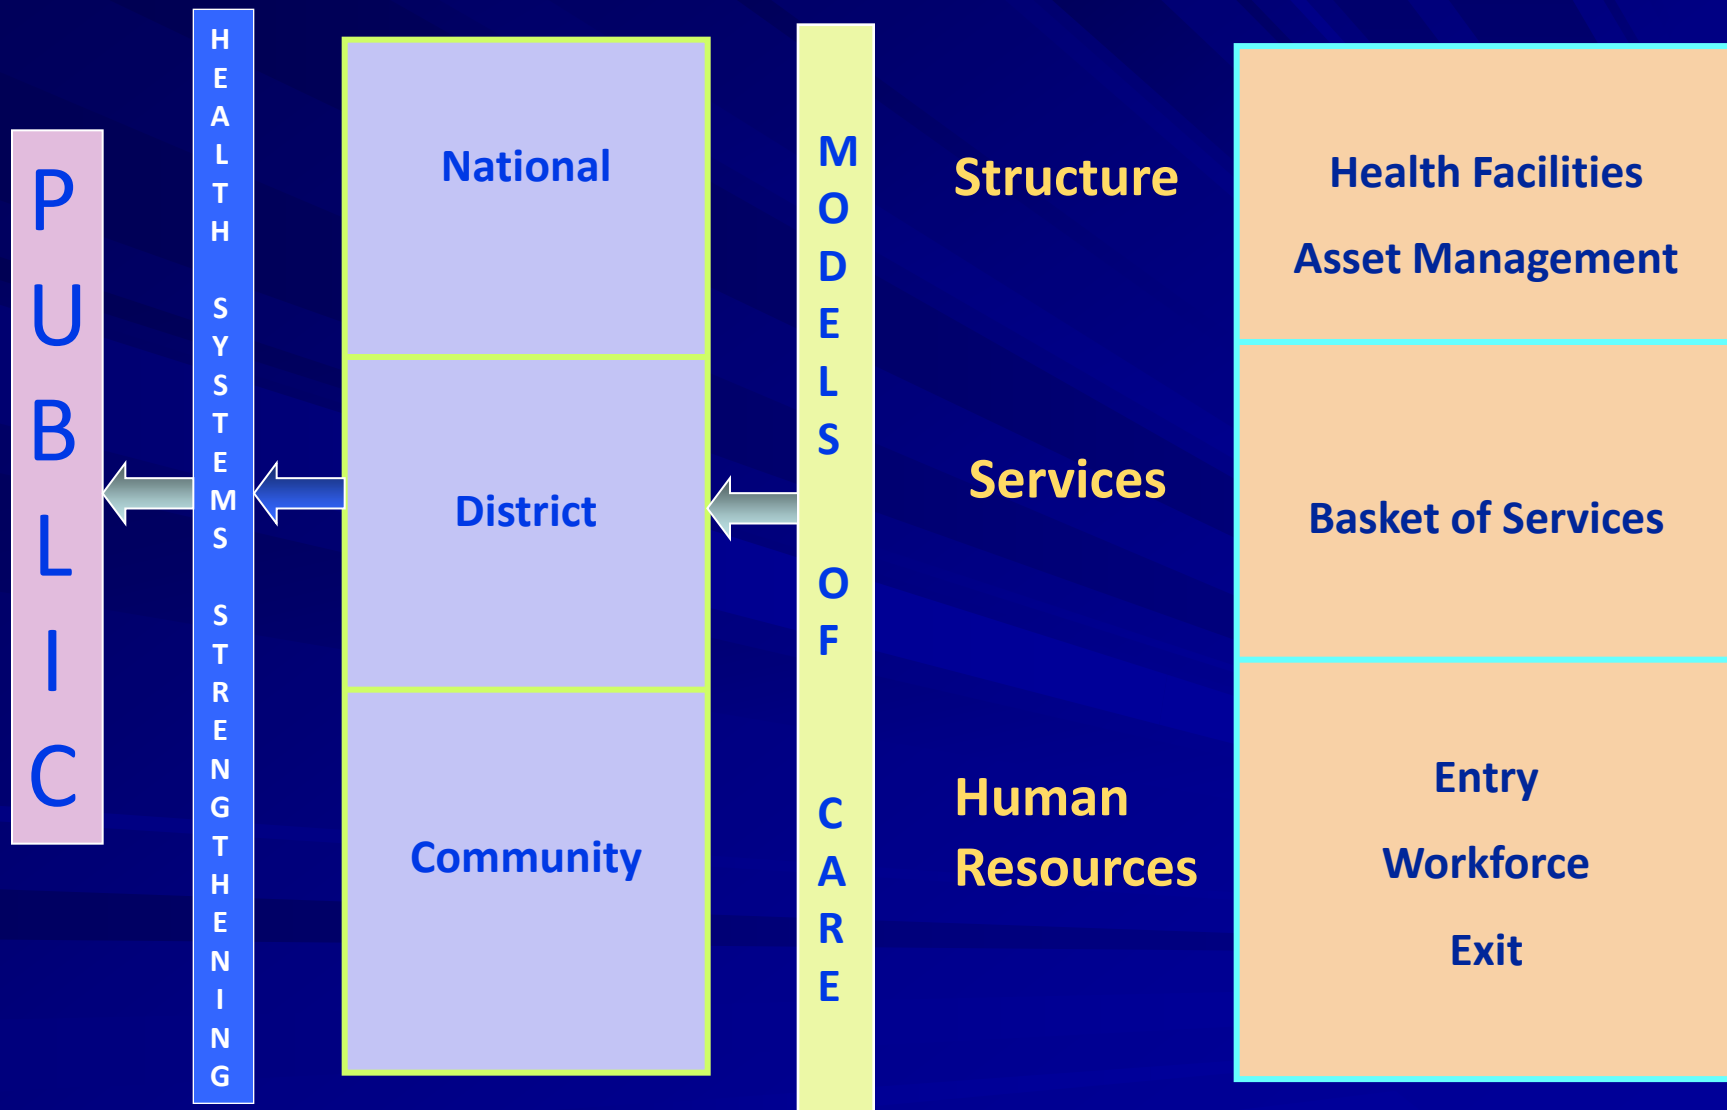 PUBLIC
HEALTH SYSTEMS STRENGTHENING
National
District
Community
MODELS OF CARE
Structure
Services
Human
Resources
Health Facilities
Asset Management
Basket of Services
Entry
Workforce
Exit